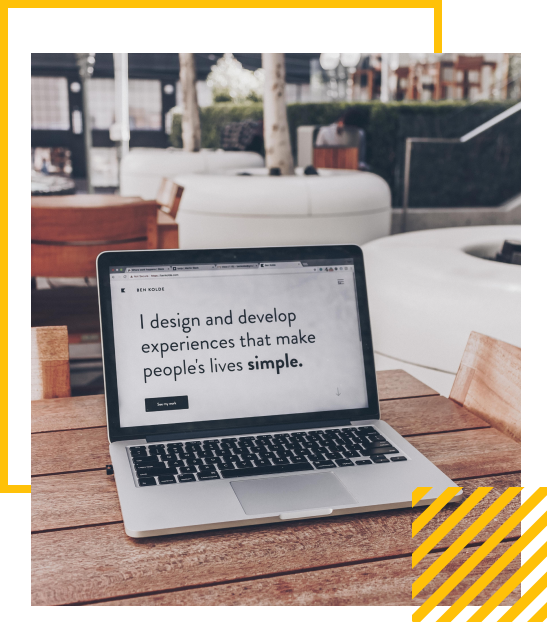 BEN KOLDE
I design and develop
experiences that make
people's lives simple.
See my work